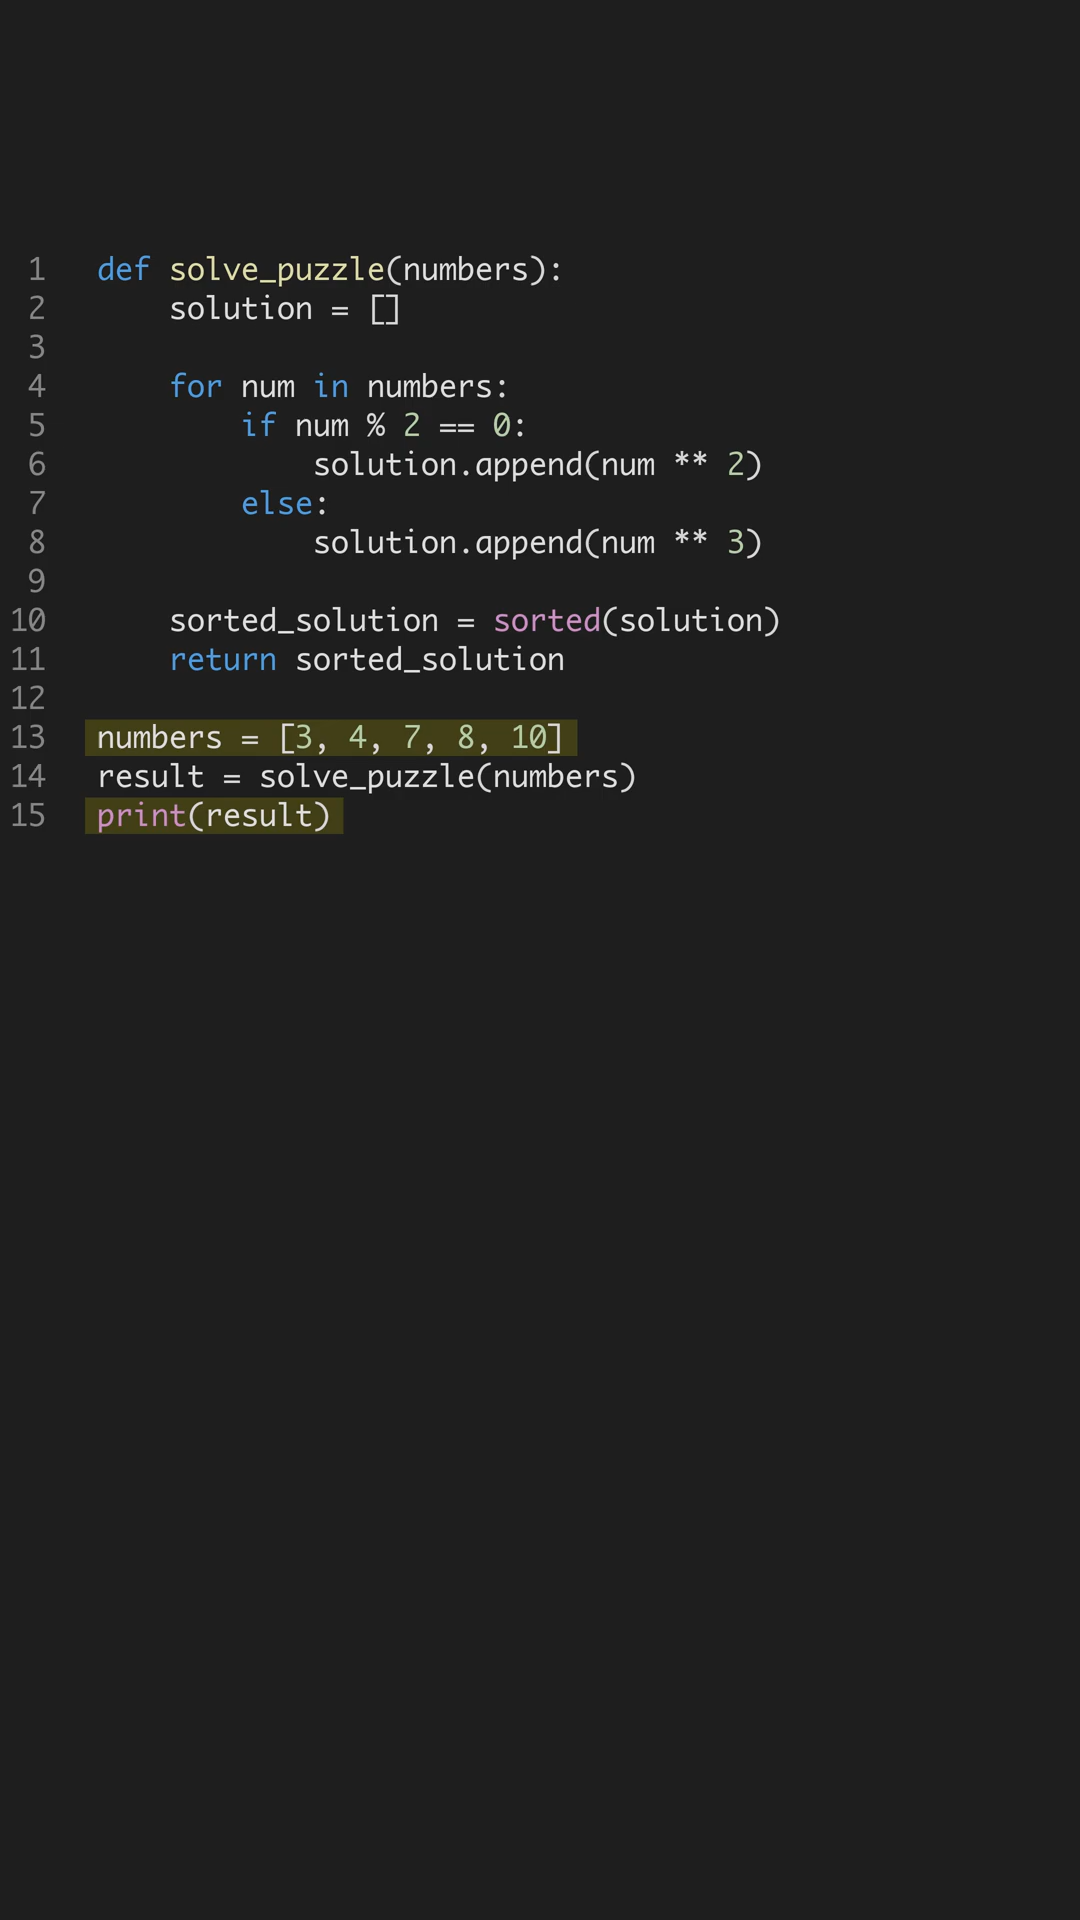 1 def solve_puzzle(numbers):
2     solution = []
3
4     for num in numbers:
5         if num % 2 == 0:
6             solution.append(num ** 2)
7         else:
8             solution.append(num ** 3)
9
10     sorted_solution = sorted(solution)
11     return sorted_solution
12
13 numbers = [3, 4, 7, 8, 10]
14 result = solve_puzzle(numbers)
15 print(result)